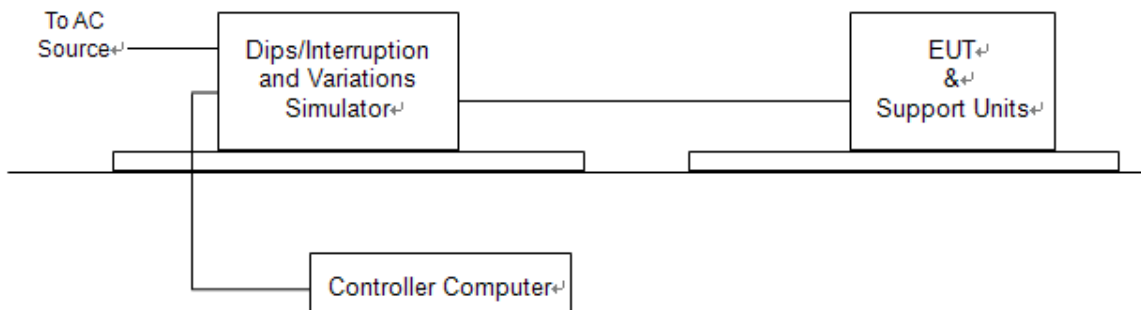 To AC
Source↵
Dips/Interruption
and Variations
Simulator↵
EUT↵
&↵
Support Units↵
Controller Computer↵